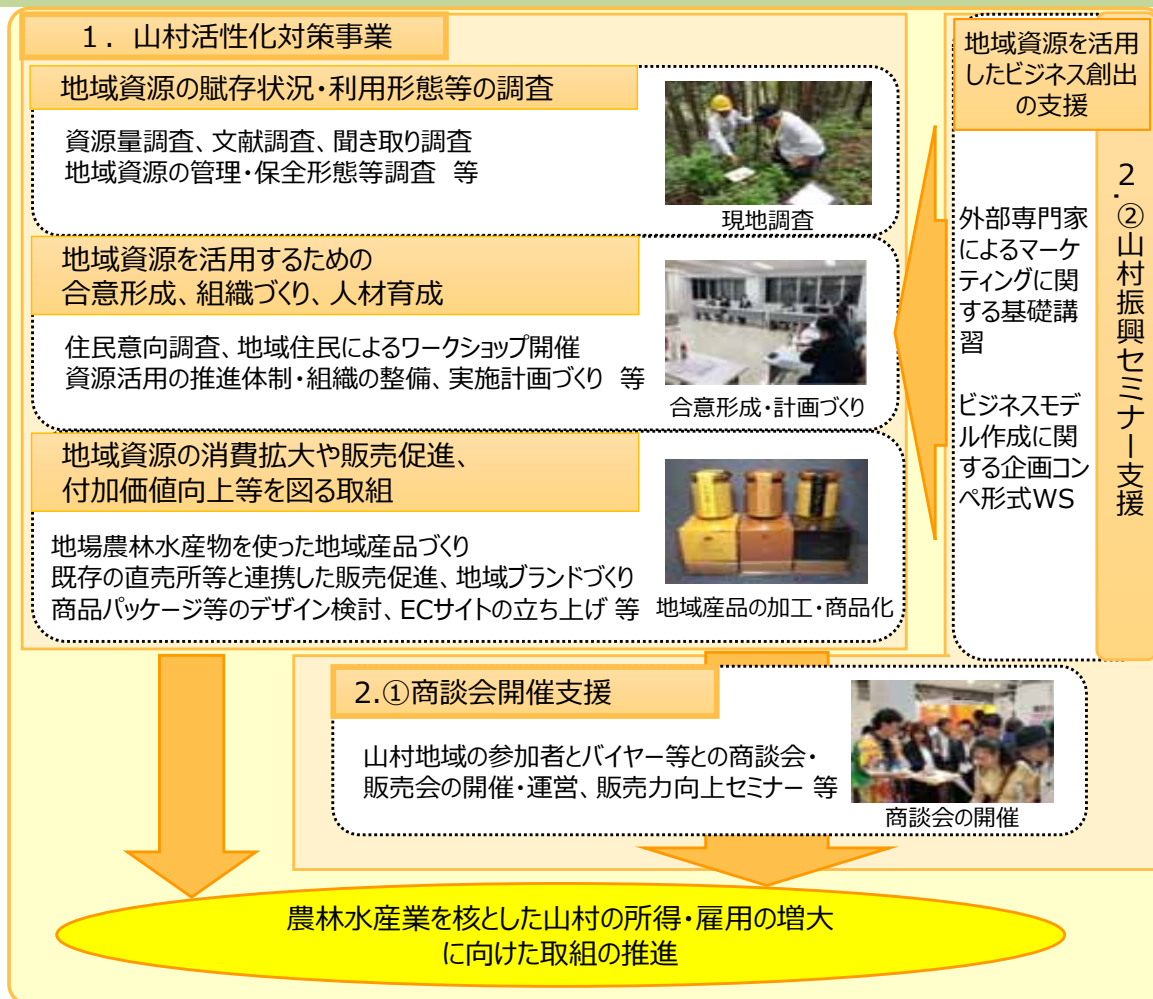 １．山村活性化対策事業
地域資源の賦存状況・利用形態等の調査
資源量調査、文献調査、聞き取り調査
地域資源の管理・保全形態等調査 等
現地調査
地域資源を活用するための
合意形成、組織づくり、人材育成
住民意向調査、地域住民によるワークショップ開催
資源活用の推進体制・組織の整備、実施計画づくり 等
合意形成・計画づくり
地域資源の消費拡大や販売促進、
付加価値向上等を図る取組
地場農林水産物を使った地域産品づくり
既存の直売所等と連携した販売促進、地域ブランドづくり
商品パッケージ等のデザイン検討、ECサイトの立ち上げ 等
地域産品の加工・商品化
地域資源を活用
したビジネス創出
の支援
外部専門家
によるマーケ
ティングに関
する基礎講
習
ビジネスモデ
ル作成に関
する企画コン
ペ形式WS
2.②山村振興セミナー支援
2.①商談会開催支援
山村地域の参加者とバイヤー等との商談会・
販売会の開催・運営、販売力向上セミナー 等
商談会の開催
農林水産業を核とした山村の所得・雇用の増大
に向けた取組の推進